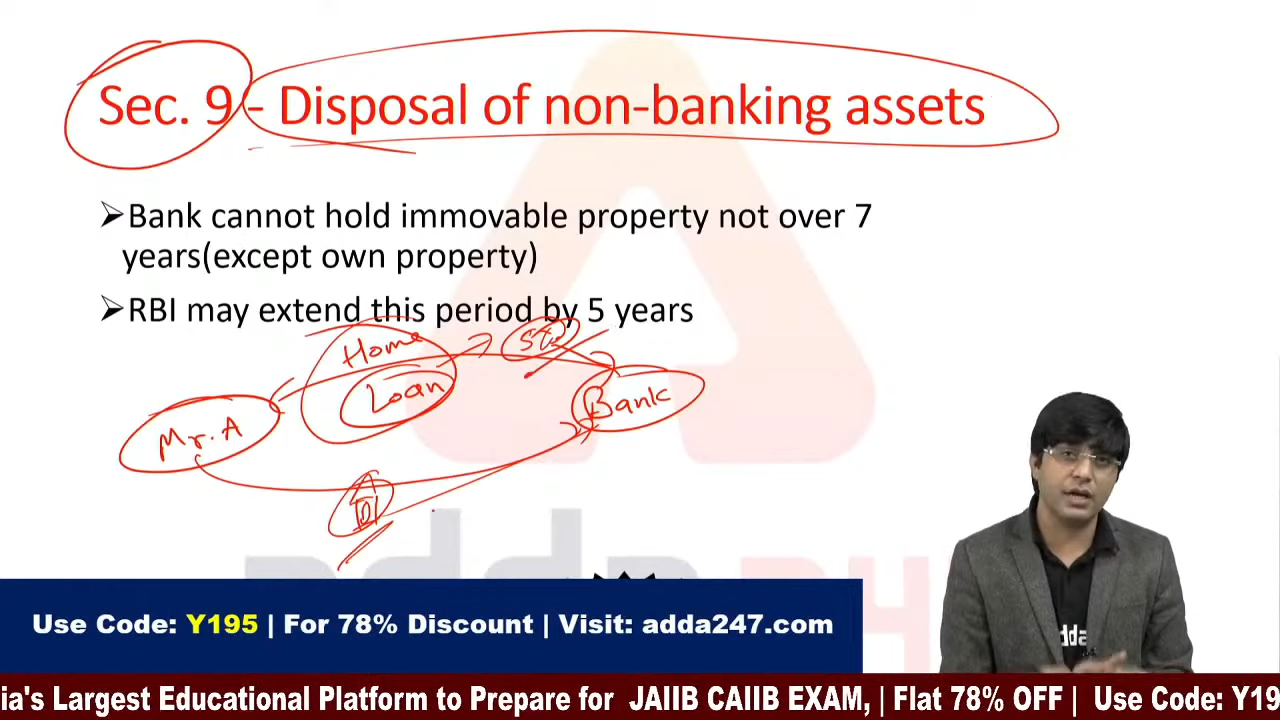 Sec. 9 - Disposal of non-banking assets
➢Bank cannot hold immovable property not over 7
years(except own property)
➢RBI may extend this period by 5 years
Home
Loan
Bank
Mr. A
adda
Use Code: Y195 | For 78% Discount | Visit: adda247.com
ia's Largest Educational Platform to Prepare for JAIIB CAIIB EXAM, | Flat 78% OFF | Use Code: Y19